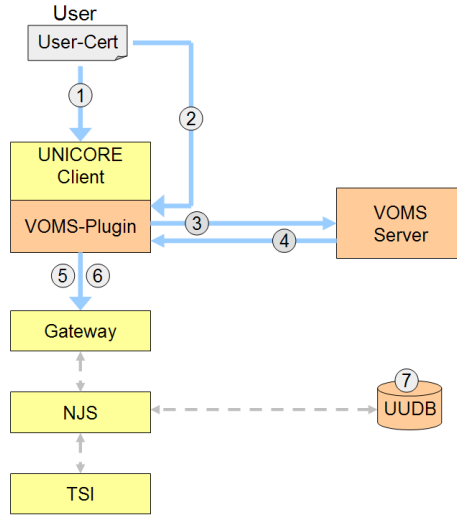 User
User-Cert
1
2
UNICORE
Client
VOMS-Plugin
3
4
VOMS
Server
5
6
Gateway
7
NJS
UUDB
TSI